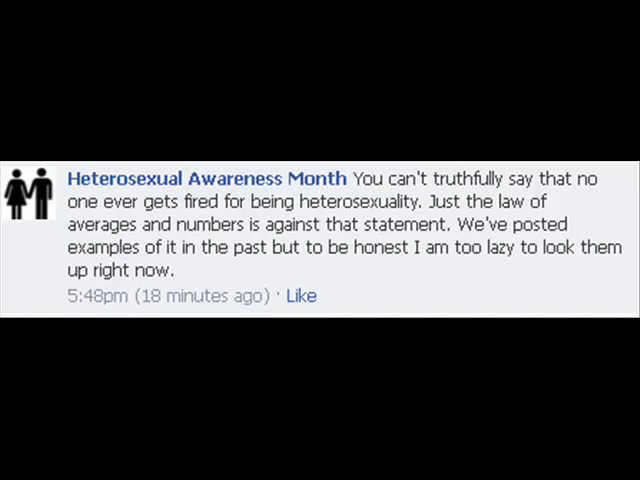 Heterosexual Awareness Month You can't truthfully say that no
one ever gets fired for being heterosexuality. Just the law of
averages and numbers is against that statement. We've posted
examples of it in the past but to be honest I am too lazy to look them
up right now.
5:48pm (18 minutes ago) · Like